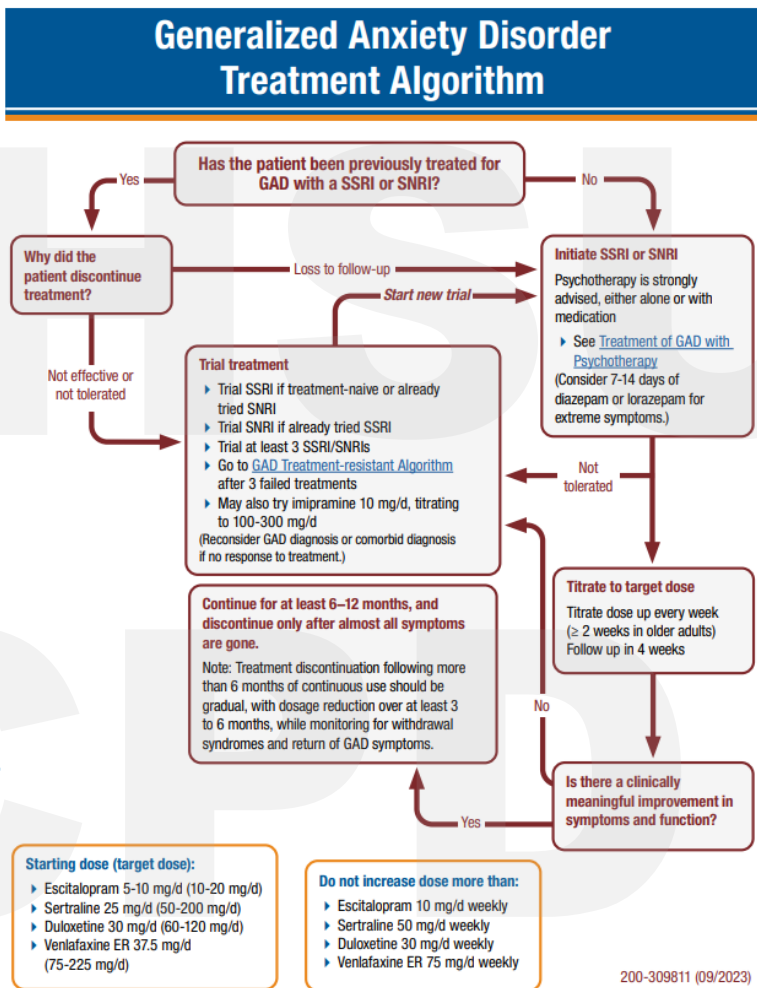 Generalized Anxiety Disorder
Treatment Algorithm
Has the patient been previously treated for
GAD with a SSRI or SNRI?
Yes
No
Why did the
patient discontinue
treatment?
Loss to follow-up
Start new trial
Initiate SSRI or SNRI
Psychotherapy is strongly
advised, either alone or with
medication
See Treatment of GAD with
Psychotherapy
(Consider 7-14 days of
diazepam or lorazepam for
extreme symptoms.)
Not effective or
not tolerated
Trial treatment
Trial SSRI if treatment-naive or already
tried SNRI
Trial SNRI if already tried SSRI
Trial at least 3 SSRI/SNRIs
Go to GAD Treatment-resistant Algorithm
after 3 failed treatments
May also try imipramine 10 mg/d, titrating
to 100-300 mg/d
(Reconsider GAD diagnosis or comorbid diagnosis
if no response to treatment.)
Not
tolerated
Titrate to target dose
Titrate dose up every week
(≥ 2 weeks in older adults)
Follow up in 4 weeks
Continue for at least 6–12 months, and
discontinue only after almost all symptoms
are gone.
Note: Treatment discontinuation following more
than 6 months of continuous use should be
gradual, with dosage reduction over at least 3
to 6 months, while monitoring for withdrawal
syndromes and return of GAD symptoms.
No
Is there a clinically
meaningful improvement in
symptoms and function?
Yes
Starting dose (target dose):
Escitalopram 5-10 mg/d (10-20 mg/d)
Sertraline 25 mg/d (50-200 mg/d)
Duloxetine 30 mg/d (60-120 mg/d)
Venlafaxine ER 37.5 mg/d
(75-225 mg/d)
Do not increase dose more than:
Escitalopram 10 mg/d weekly
Sertraline 50 mg/d weekly
Duloxetine 30 mg/d weekly
Venlafaxine ER 75 mg/d weekly
200-309811 (09/2023)
HSU
CPD